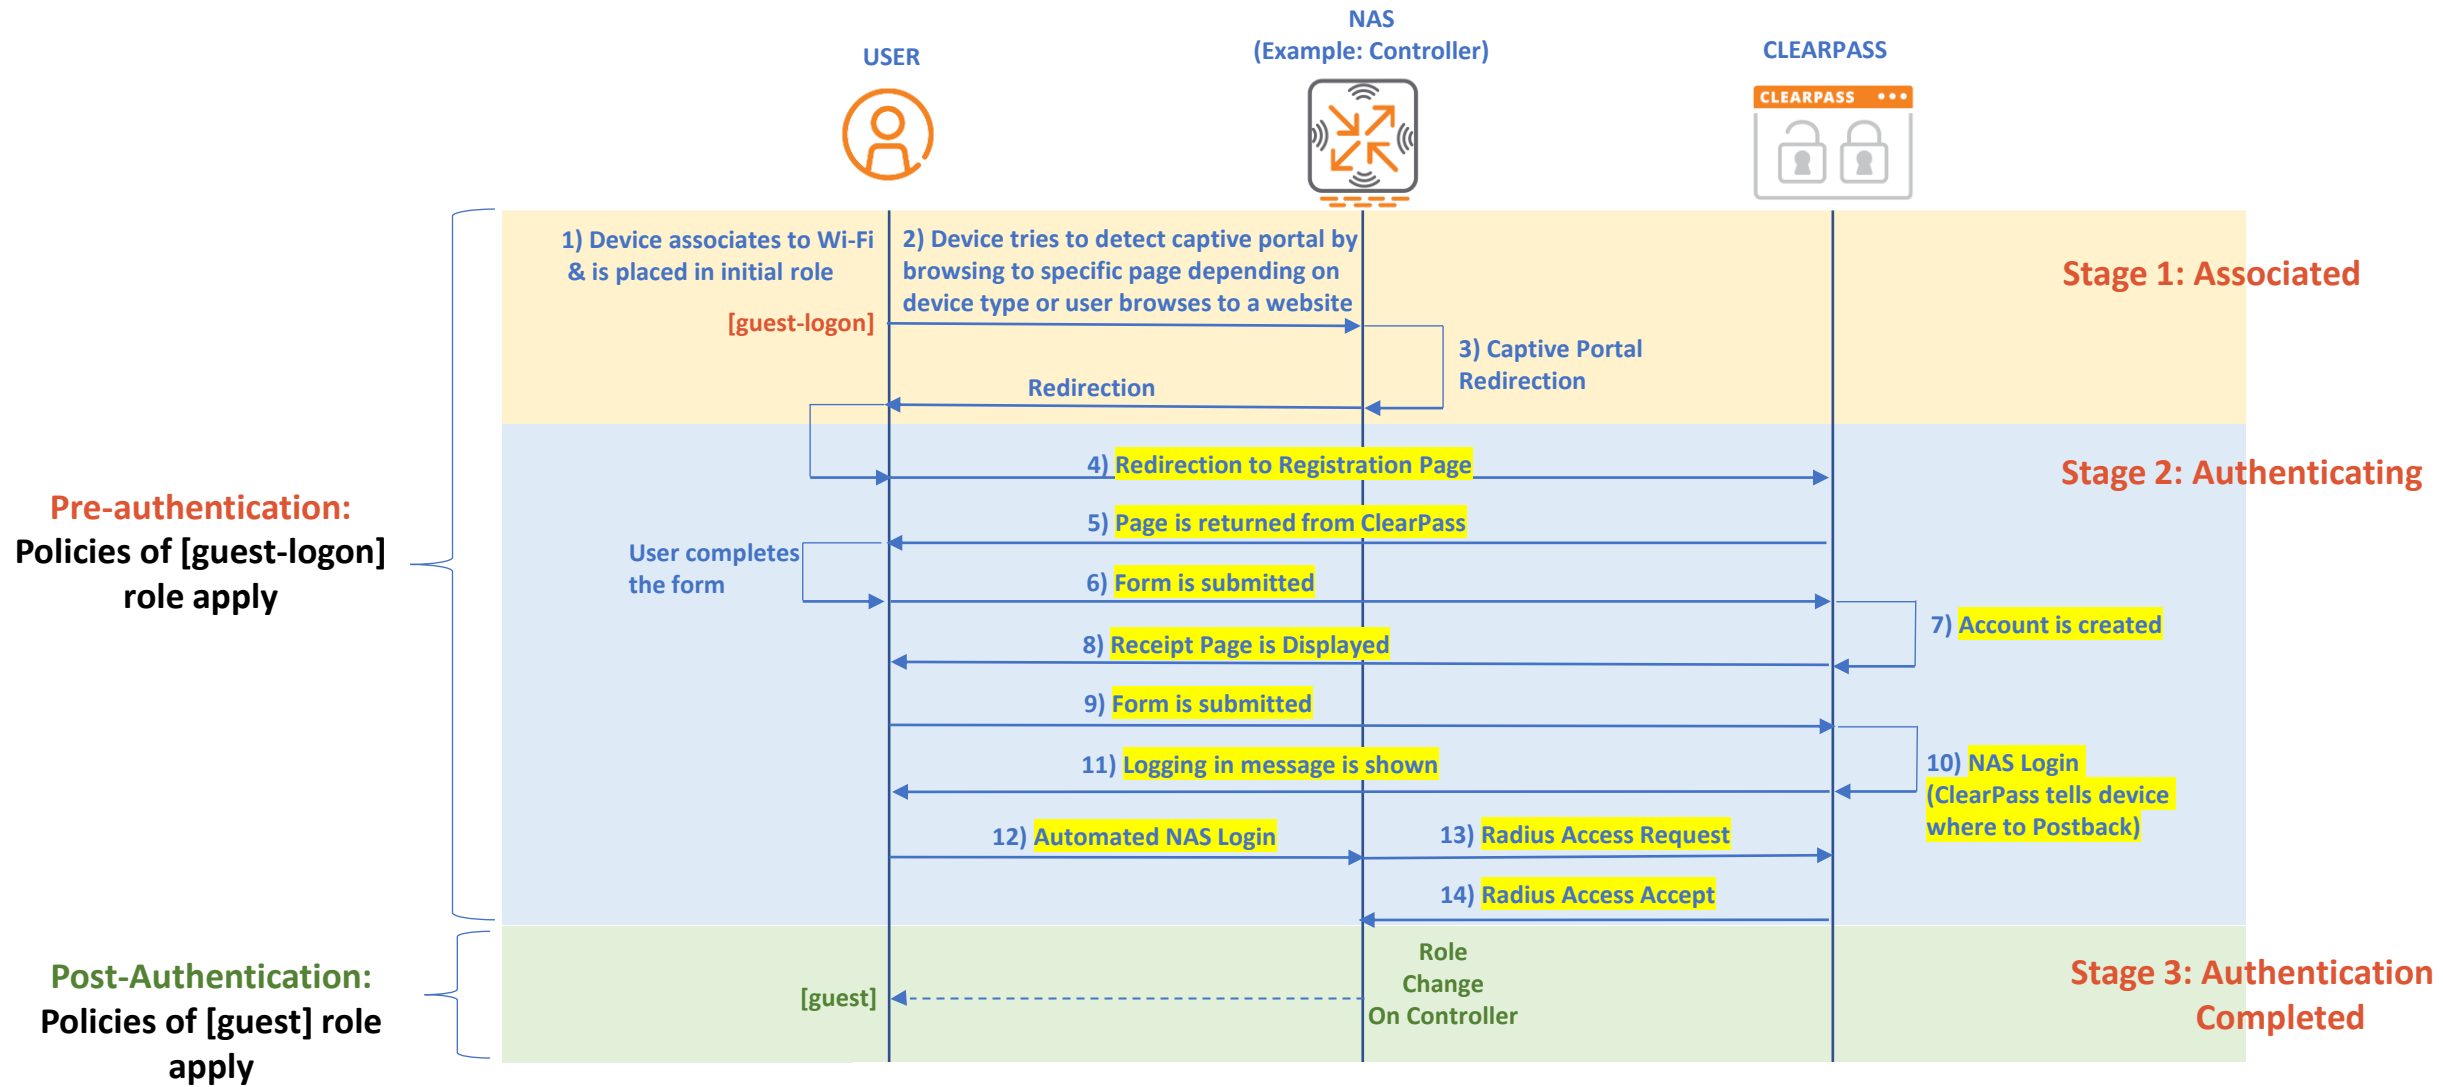 NAS
(Example: Controller)
USER
CLEARPASS
CLEARPASS
1) Device associates to Wi-Fi
& is placed in initial role
[guest-logon]
2) Device tries to detect captive portal by
browsing to specific page depending on
device type or user browses to a website
3) Captive Portal
Redirection
Redirection
Stage 1: Associated
4) Redirection to Registration Page
Stage 2: Authenticating
5) Page is returned from ClearPass
User completes
the form
6) Form is submitted
7) Account is created
8) Receipt Page is Displayed
9) Form is submitted
10) NAS Login
(ClearPass tells device
where to Postback)
11) Logging in message is shown
12) Automated NAS Login
13) Radius Access Request
14) Radius Access Accept
Pre-authentication:
Policies of [guest-logon]
role apply
Role
Change
On Controller
[guest]
Stage 3: Authentication
Completed
Post-Authentication:
Policies of [guest] role
apply